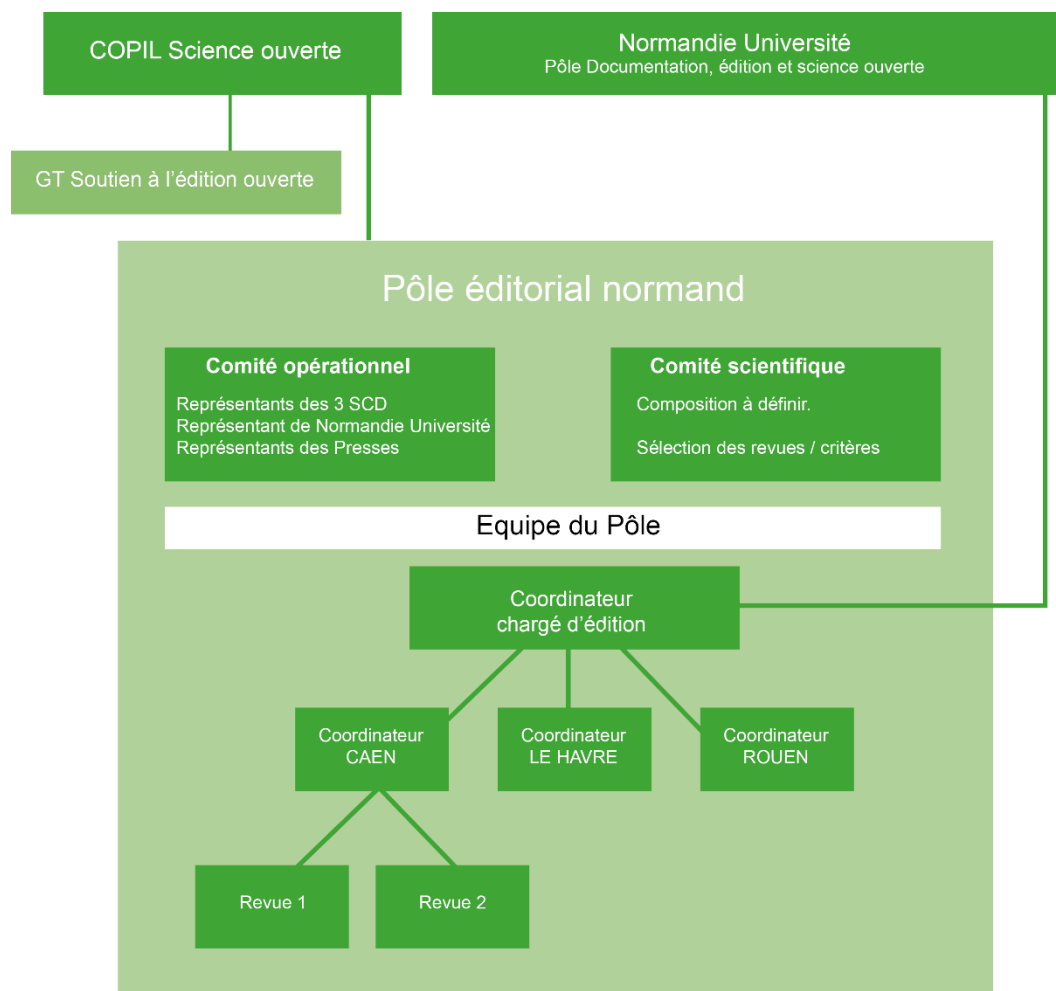 COPIL Science ouverte
Normandie Université
Pôle Documentation, édition et science ouverte
GT Soutien à l'édition ouverte
Pôle éditorial normand
Comité opérationnel
Représentants des 3 SCD
Représentant de Normandie Université
Représentants des Presses
Comité scientifique
Composition à définir.
Sélection des revues / critères
Equipe du Pôle
Coordinateur
chargé d'édition
Coordinateur
CAEN
Coordinateur
LE HAVRE
Coordinateur
ROUEN
Revue 1
Revue 2